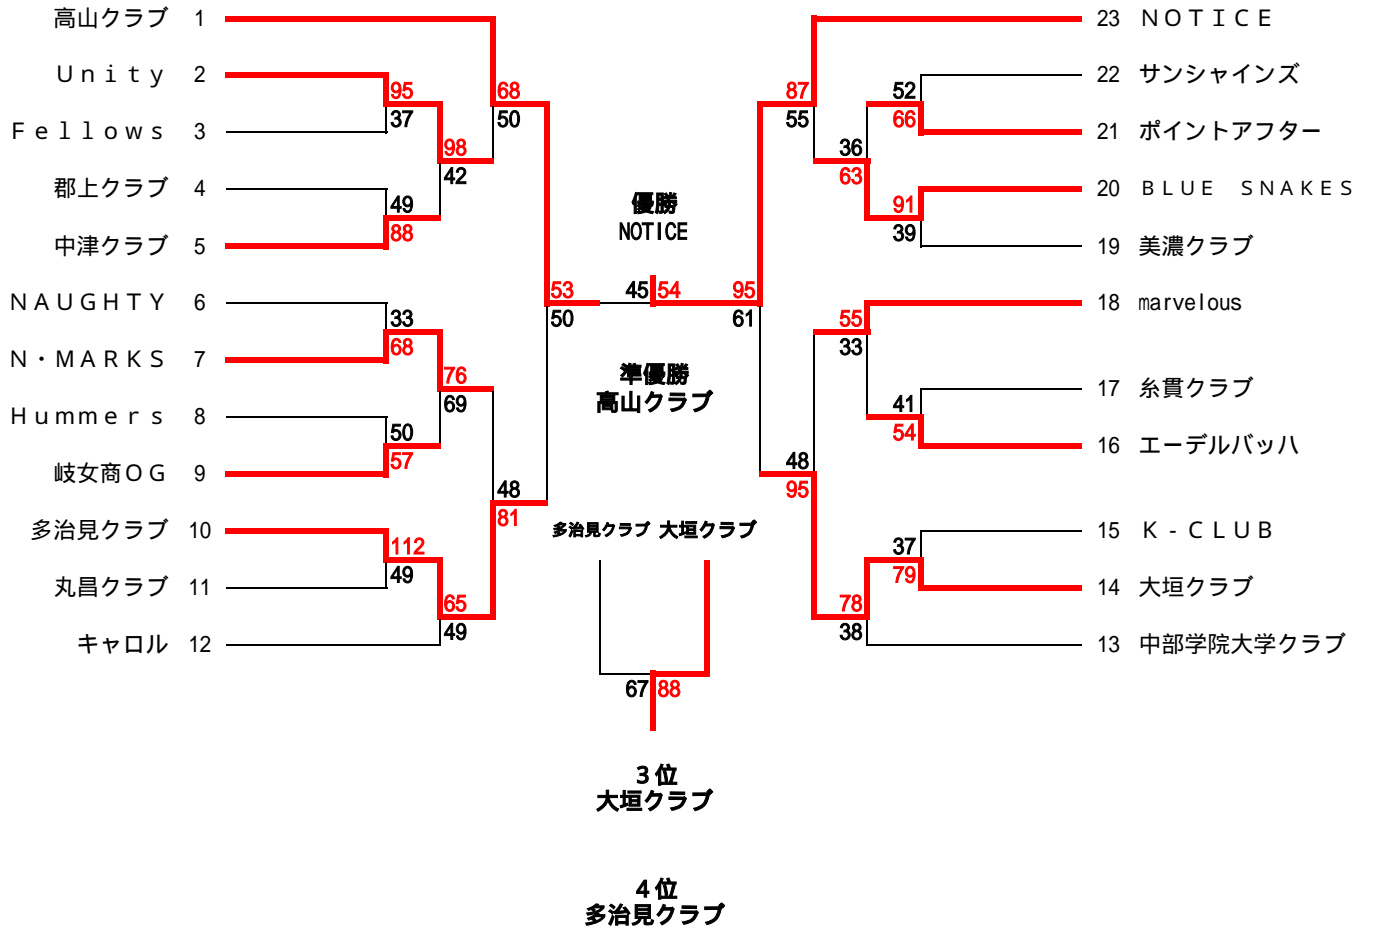 高山クラブ 1
Unity 2
95
37
Fellows 3
98
42
68
50
郡上クラブ 4
49
88
中津クラブ 5
NAUGHTY 6
33
68
N・MARKS 7
76
69
Hummers 8
50
57
岐女商OG 9
48
81
多治見クラブ 10
112
49
丸昌クラブ 11
65
49
キャロル 12
53
50
優勝
NOTICE
45 54
準優勝
高山クラブ
95
61
23 NOTICE
87
55
22 サンシャインズ
52
66
21 ポイントアフター
36
63
20 BLUE SNAKES
91
39
19 美濃クラブ
18 marvelous
55
33
17 糸貫クラブ
41
54
16 エーデルバッハ
48
95
15 K-CLUB
37
79
14 大垣クラブ
78
38
13 中部学院大学クラブ
多治見クラブ 大垣クラブ
67 88
3位
大垣クラブ
4位
多治見クラブ